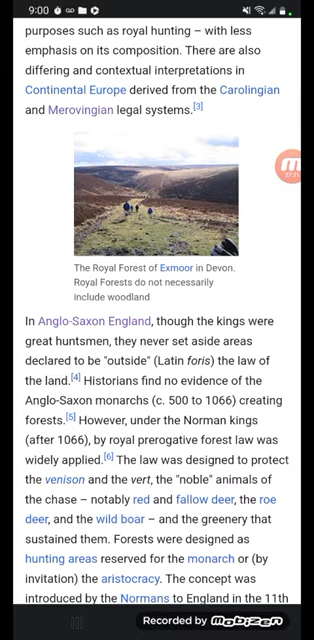 9:00
purposes such as royal hunting – with less
emphasis on its composition. There are also
differing and contextual interpretations in
Continental Europe derived from the Carolingian
and Merovingian legal systems.[3]
The Royal Forest of Exmoor in Devon.
Royal Forests do not necessarily
include woodland
In Anglo-Saxon England, though the kings were
great huntsmen, they never set aside areas
declared to be "outside" (Latin foris) the law of
the land.[4] Historians find no evidence of the
Anglo-Saxon monarchs (c. 500 to 1066) creating
forests.[5] However, under the Norman kings
(after 1066), by royal prerogative forest law was
widely applied.[6] The law was designed to protect
the venison and the vert, the "noble" animals of
the chase – notably red and fallow deer, the roe
deer, and the wild boar – and the greenery that
sustained them. Forests were designed as
hunting areas reserved for the monarch or (by
invitation) the aristocracy. The concept was
introduced by the Normans to England in the 11th
Recorded by Mobizen